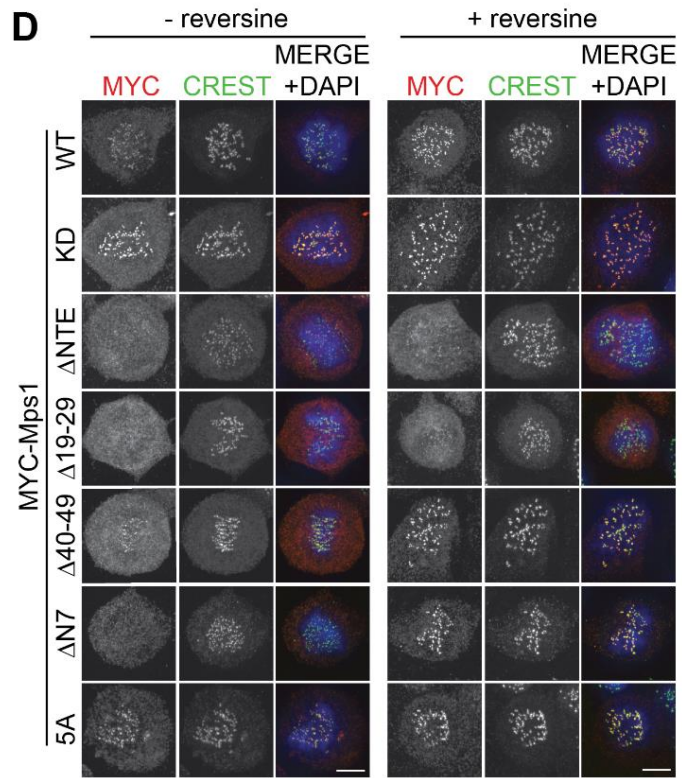 D
- reversine
+ reversine
MYC CREST MERGE +DAPI
MYC CREST MERGE +DAPI
MYC-Mps1
WT
KD
ΔNTE
Δ19-29
Δ40-49
ΔN7
5A